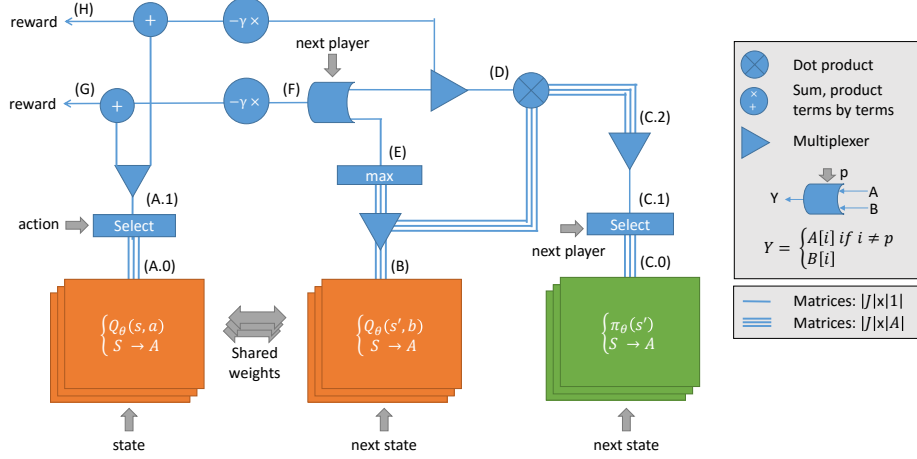 reward
(H)
+
−γ ×
next player
reward
(G)
+
−γ ×
(F)
(D)
(C.2)
(E)
max
(A.1)
action
Select
(A.0)
(B)
(C.1)
Select
next player
(C.0)
{Q_θ(s, a)
S → A
Shared
weights
{Q_θ(s′, b)
S → A
{π_θ(s′)
S → A
state
next state
next state
Dot product
×
+
Sum, product
terms by terms
Multiplexer
p
Y
A
B
Y = {A[i] if i ≠ p
B[i]
Matrices: |J|x|1|
Matrices: |J|x|A|